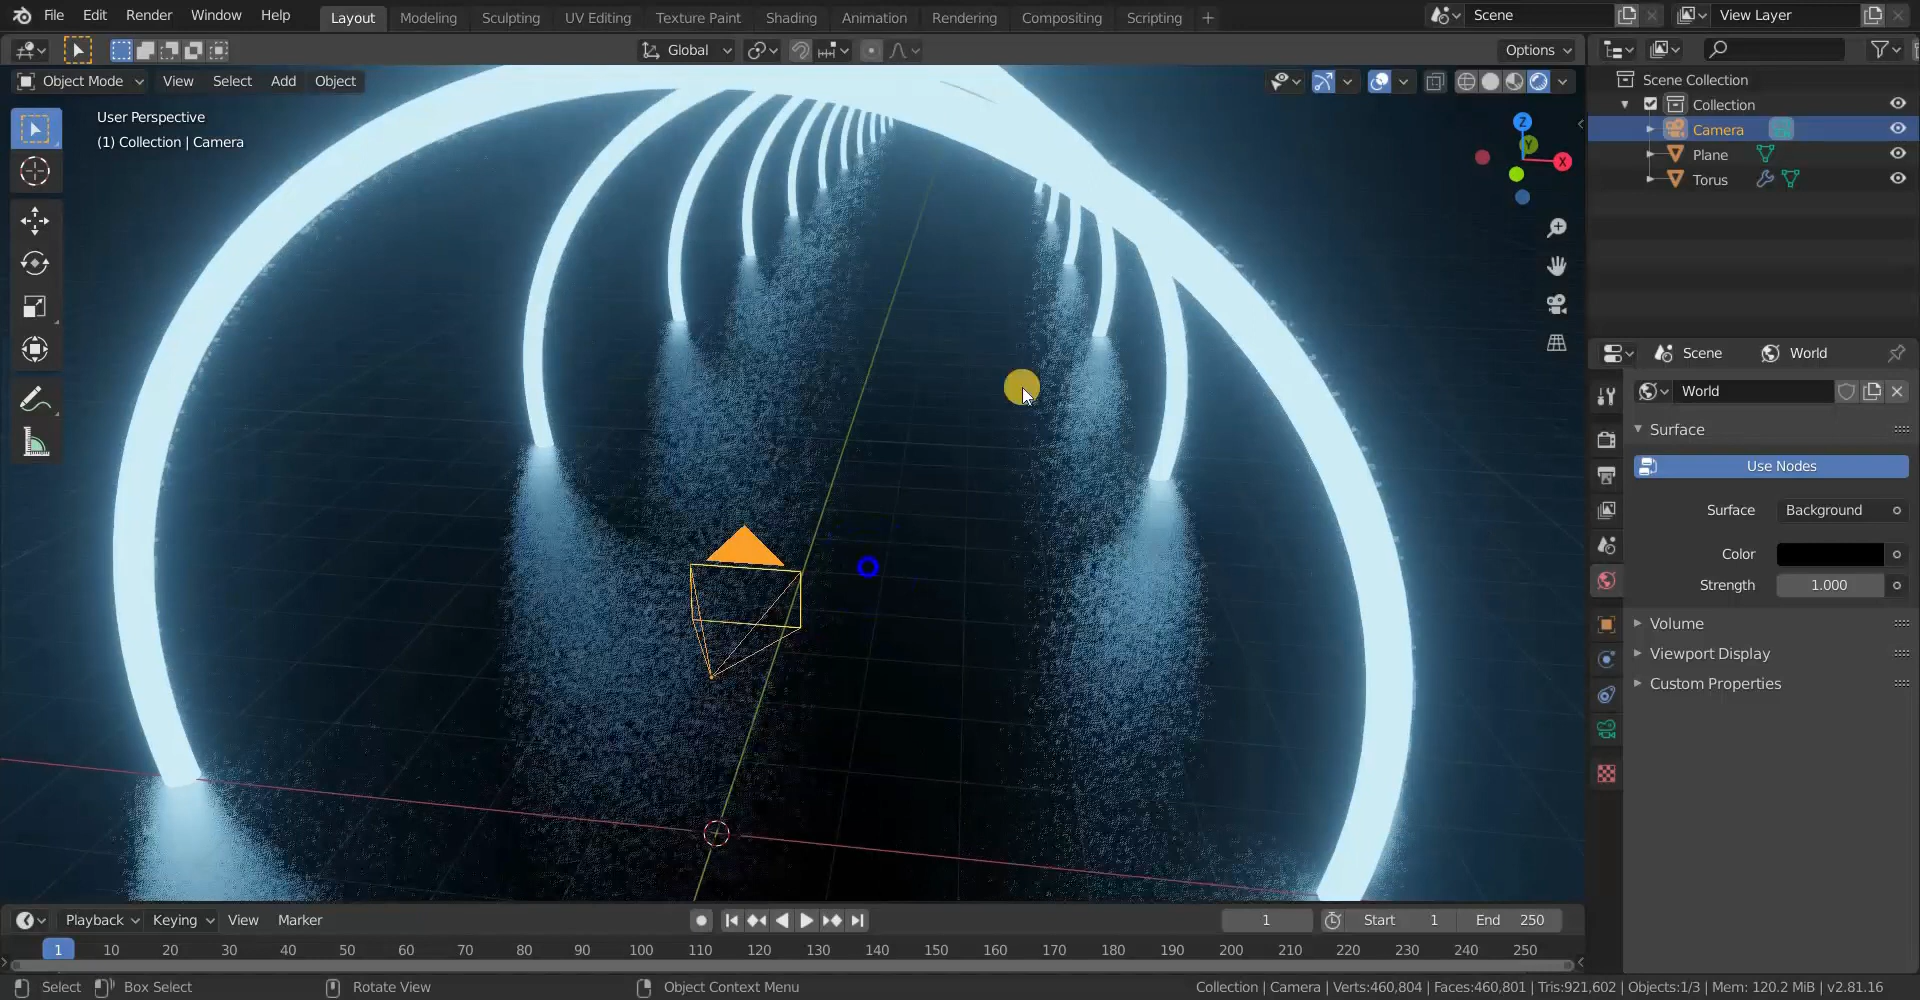 File Edit Render Window Help Layout Modeling Sculpting UV Editing Texture Paint Shading Animation Rendering Compositing Scripting + Scene View Layer
Global Options
Object Mode View Select Add Object
User Perspective
(1) Collection | Camera
Z
Y
X
Scene Collection
Collection
Camera
Plane
Torus
Scene World
World
Surface
Use Nodes
Surface Background
Color
Strength 1.000
Volume
Viewport Display
Custom Properties
Playback Keying View Marker 1 Start 1 End 250
1 10 20 30 40 50 60 70 80 90 100 110 120 130 140 150 160 170 180 190 200 210 220 230 240 250
Select Box Select Rotate View Object Context Menu Collection | Camera | Verts:460,804 | Faces:460,801 | Tris:921,602 | Objects:1/3 | Mem: 120.2 MiB | v2.81.16